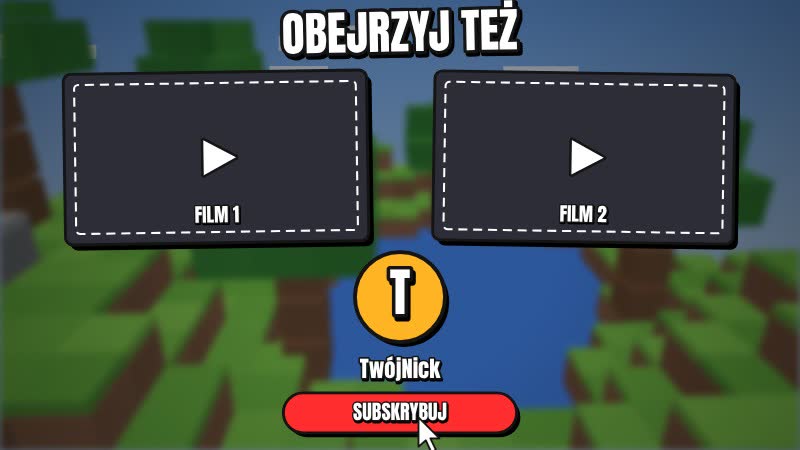 OBEJRZYJ TEŻ
FILM 1
FILM 2
T
TwójNick
SUBSKRYBUJ